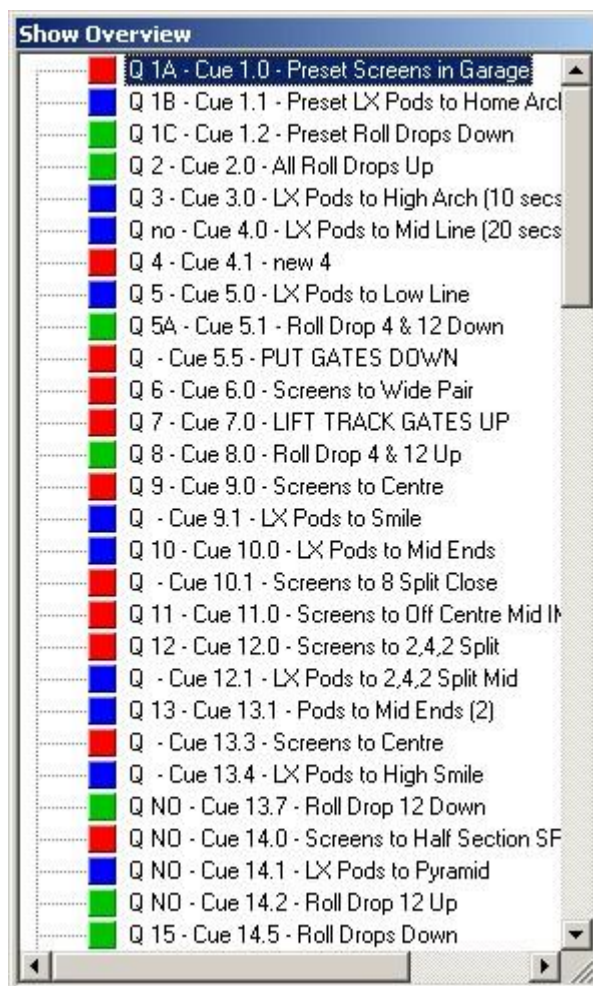 Show Overview
Q 1A - Cue 1.0 - Preset Screens in Garage
Q 1B - Cue 1.1 - Preset LX Pods to Home Arcl
Q 1C - Cue 1.2 - Preset Roll Drops Down
Q 2 - Cue 2.0 - All Roll Drops Up
Q 3 - Cue 3.0 - LX Pods to High Arch (10 secs
Q no - Cue 4.0 - LX Pods to Mid Line (20 secs
Q 4 - Cue 4.1 - new 4
Q 5 - Cue 5.0 - LX Pods to Low Line
Q 5A - Cue 5.1 - Roll Drop 4 & 12 Down
Q - Cue 5.5 - PUT GATES DOWN
Q 6 - Cue 6.0 - Screens to Wide Pair
Q 7 - Cue 7.0 - LIFT TRACK GATES UP
Q 8 - Cue 8.0 - Roll Drop 4 & 12 Up
Q 9 - Cue 9.0 - Screens to Centre
Q - Cue 9.1 - LX Pods to Smile
Q 10 - Cue 10.0 - LX Pods to Mid Ends
Q - Cue 10.1 - Screens to 8 Split Close
Q 11 - Cue 11.0 - Screens to Off Centre Mid
Q 12 - Cue 12.0 - Screens to 2,4,2 Split
Q - Cue 12.1 - LX Pods to 2,4,2 Split Mid
Q 13 - Cue 13.1 - Pods to Mid Ends (2)
Q - Cue 13.3 - Screens to Centre
Q - Cue 13.4 - LX Pods to High Smile
Q NO - Cue 13.7 - Roll Drop 12 Down
Q NO - Cue 14.0 - Screens to Half Section SF
Q NO - Cue 14.1 - LX Pods to Pyramid
Q NO - Cue 14.2 - Roll Drop 12 Up
Q 15 - Cue 14.5 - Roll Drops Down